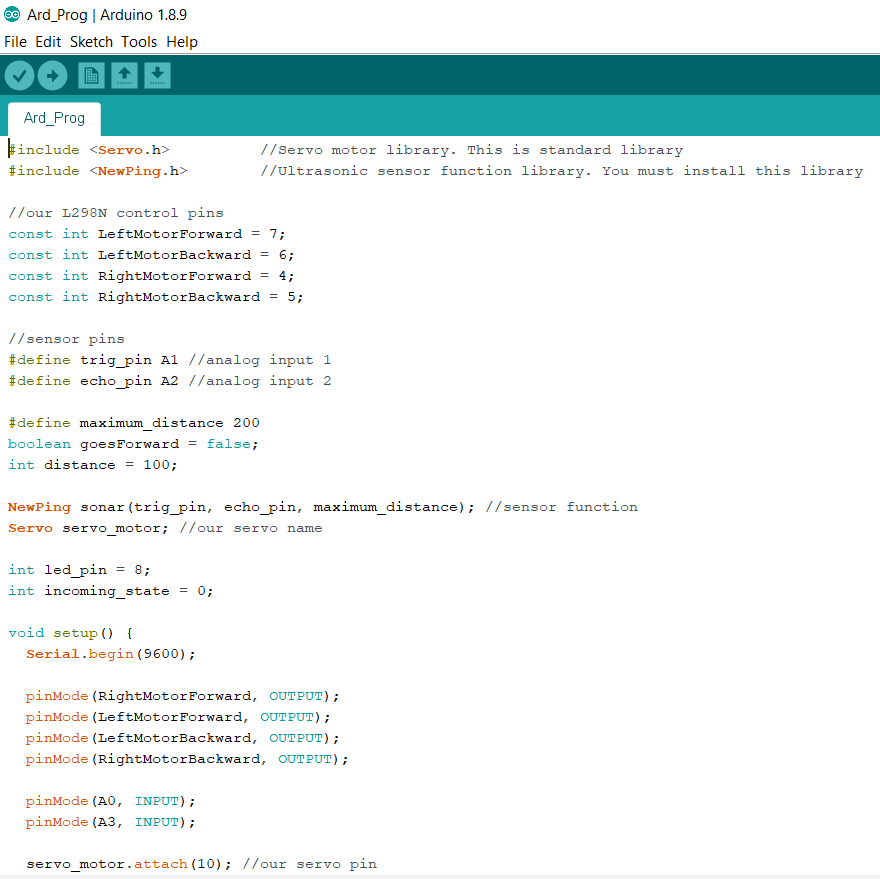 Ard_Prog | Arduino 1.8.9
File Edit Sketch Tools Help
Ard_Prog
#include <Servo.h>          //Servo motor library. This is standard library
#include <NewPing.h>        //Ultrasonic sensor function library. You must install this library
//our L298N control pins
const int LeftMotorForward = 7;
const int LeftMotorBackward = 6;
const int RightMotorForward = 4;
const int RightMotorBackward = 5;
//sensor pins
#define trig_pin A1 //analog input 1
#define echo_pin A2 //analog input 2
#define maximum_distance 200
boolean goesForward = false;
int distance = 100;
NewPing sonar(trig_pin, echo_pin, maximum_distance); //sensor function
Servo servo_motor; //our servo name
int led_pin = 8;
int incoming_state = 0;
void setup() {
  Serial.begin(9600);
  pinMode(RightMotorForward, OUTPUT);
  pinMode(LeftMotorForward, OUTPUT);
  pinMode(LeftMotorBackward, OUTPUT);
  pinMode(RightMotorBackward, OUTPUT);
  pinMode(A0, INPUT);
  pinMode(A3, INPUT);
  servo_motor.attach(10); //our servo pin